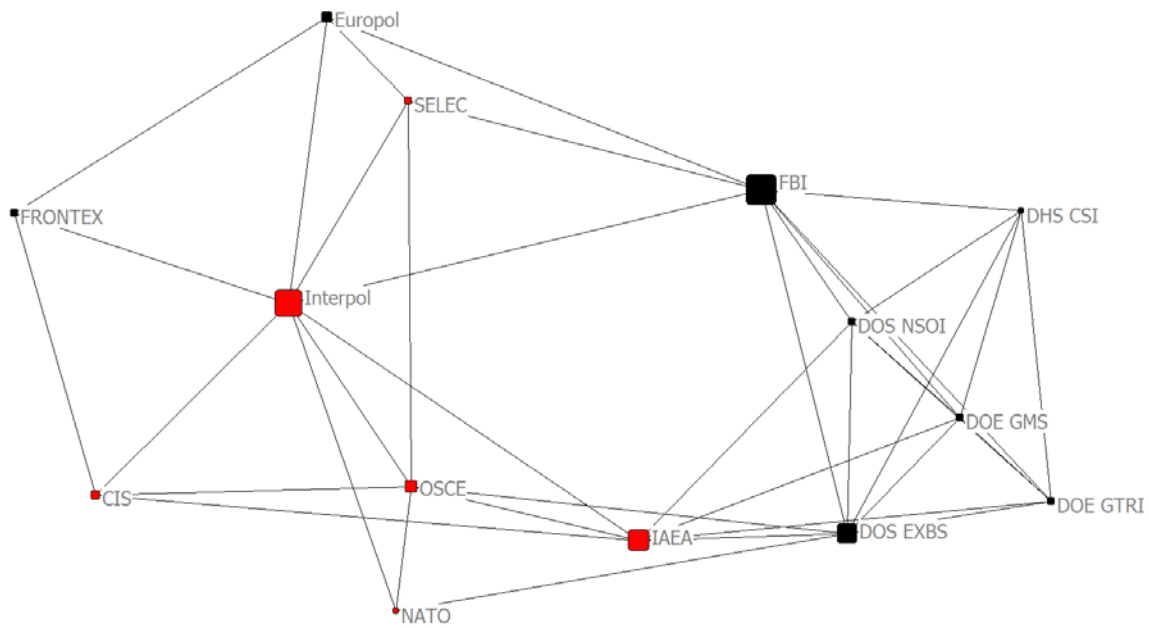 Europol
SELEC
FBI
FRONTEX
DHS CSI
Interpol
DOS NSOI
DOE GMS
CIS
OSCE
DOE GTRI
IAEA
DOS EXBS
NATO